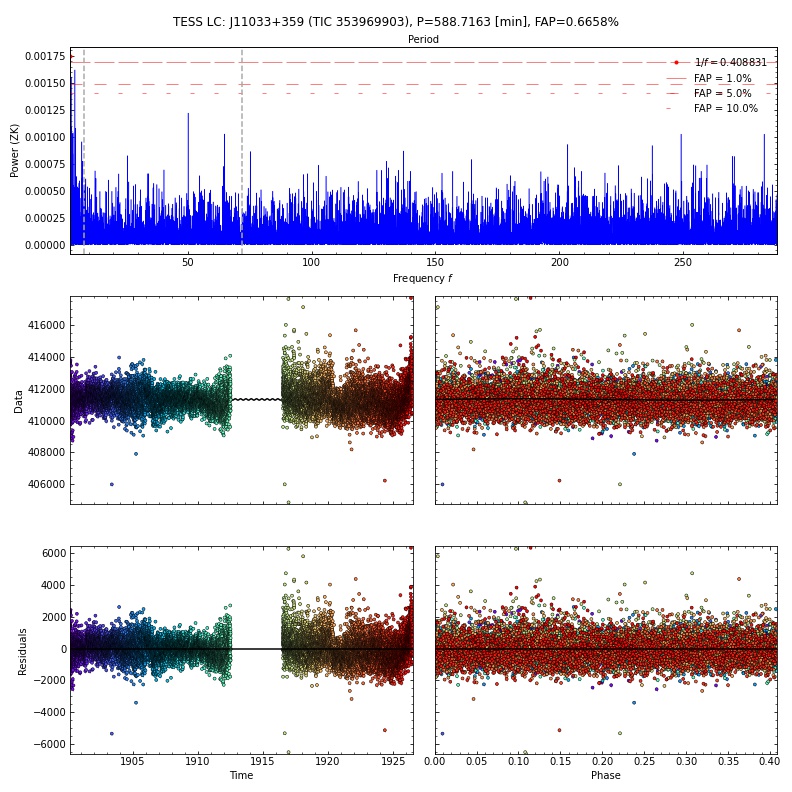 TESS LC: J11033+359 (TIC 353969903), P=588.7163 [min], FAP=0.6658%
Period
0.00175
0.00150
0.00125
0.00100
0.00075
0.00050
0.00025
0.00000
Power (ZK)
1/f = 0.408831
FAP = 1.0%
FAP = 5.0%
FAP = 10.0%
50 100 150 200 250
Frequency f
416000
414000
412000
410000
408000
406000
Data
6000
4000
2000
0
−2000
−4000
−6000
Residuals
1905 1910 1915 1920 1925
Time
0.00 0.05 0.10 0.15 0.20 0.25 0.30 0.35 0.40
Phase